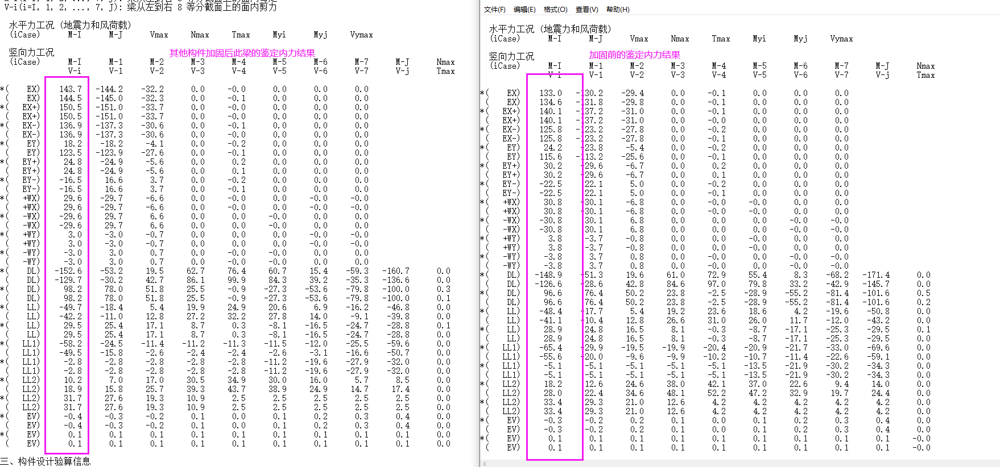 V-i(i=I, 1, 2, ..., 7, j): 梁从左到右 8 等分截面上的面内剪力
水平力工况 (地震力和风荷载)
(iCase) M-I M-J Vmax Nmax Tmax Myi Myj Vymax
竖向力工况 其他构件加固后此梁的鉴定内力结果
(iCase) M-I M-1 M-2 M-3 M-4 M-5 M-6 M-7 M-J Nmax
V-i V-1 V-2 V-3 V-4 V-5 V-6 V-7 V-j Tmax
*( EX) 143.7 -144.2 -32.2 0.0 -0.0 0.0 0.0 0.0
( EX) 144.5 -145.0 -32.3 0.0 -0.1 0.0 0.0 0.0
*( EX+) 150.5 -151.0 -33.7 0.0 -0.0 0.0 0.0 0.0
( EX+) 150.5 -151.0 -33.7 0.0 -0.0 0.0 0.0 0.0
*( EX-) 136.9 -137.3 -30.6 0.0 -0.1 0.0 0.0 0.0
( EX-) 136.9 -137.3 -30.6 0.0 -0.0 0.0 0.0 0.0
*( EY) 18.2 -18.2 -4.1 0.0 -0.2 0.0 0.0 0.0
( EY) 123.5 -123.9 -27.6 0.0 -0.1 0.0 0.0 0.0
*( EY+) 24.8 -24.9 -5.6 0.0 0.2 0.0 0.0 0.0
( EY+) 24.8 -24.9 -5.6 0.0 0.1 0.0 0.0 0.0
*( EY-) -16.5 16.6 3.7 0.0 -0.2 0.0 0.0 0.0
( EY-) -16.5 16.6 3.7 0.0 -0.1 0.0 0.0 0.0
*( +WX) 29.6 -29.7 -6.6 0.0 -0.0 0.0 -0.0 -0.0
( +WX) 29.6 -29.7 -6.6 0.0 -0.0 0.0 -0.0 -0.0
*( -WX) -29.6 29.7 6.6 0.0 0.0 -0.0 0.0 0.0
( -WX) -29.6 29.7 6.6 0.0 0.0 -0.0 0.0 0.0
*( +WY) 3.0 -3.0 -0.7 0.0 0.0 0.0 -0.0 -0.0
( +WY) 3.0 -3.0 -0.7 0.0 0.0 0.0 -0.0 -0.0
*( -WY) -3.0 3.0 0.7 0.0 -0.0 -0.0 0.0 0.0
( -WY) -3.0 3.0 0.7 0.0 -0.0 -0.0 0.0 0.0
*( DL) -152.6 -53.2 19.5 62.7 76.4 60.7 15.4 -59.3 -160.7 0.0
( DL) -129.7 -30.2 42.7 86.1 99.9 84.3 39.2 -35.3 -136.6 0.0
*( DL) 98.2 78.0 51.8 25.5 -0.9 -27.3 -53.6 -79.8 -100.0 0.3
( DL) 98.2 78.0 51.8 25.5 -0.9 -27.3 -53.6 -79.8 -100.0 0.1
*( LL) -49.7 -18.4 5.4 19.9 24.9 20.6 6.9 -16.2 -46.8 0.0
( LL) -42.2 -11.0 12.8 27.2 32.2 27.8 14.0 -9.1 -39.8 0.0
*( LL) 29.5 25.4 17.1 8.7 0.3 -8.1 -16.5 -24.7 -28.8 0.1
( LL) 29.5 25.4 17.1 8.7 0.3 -8.1 -16.5 -24.7 -28.8 0.0
*( LL1) -58.2 -24.5 -11.4 -11.2 -11.3 -11.5 -12.0 -25.5 -59.6 0.0
( LL1) -49.5 -15.8 -2.6 -2.4 -2.4 -2.6 -3.1 -16.6 -50.7 0.0
*( LL1) -2.8 -2.8 -2.8 -2.8 -2.8 -11.2 -19.6 -27.9 -32.0 0.0
( LL1) -2.8 -2.8 -2.8 -2.8 -2.8 -11.2 -19.6 -27.9 -32.0 0.0
*( LL2) 10.2 7.0 17.0 30.5 34.9 30.0 16.0 5.7 8.5 0.0
( LL2) 18.9 15.8 25.7 39.3 43.7 38.9 24.9 14.7 17.4 0.0
*( LL2) 31.7 27.6 19.3 10.9 2.5 2.5 2.5 2.5 2.5 0.0
( LL2) 31.7 27.6 19.3 10.9 2.5 2.5 2.5 2.5 2.5 0.0
*( EV) -0.4 -0.3 -0.2 0.1 0.0 0.1 0.2 0.3 0.4 0.0
( EV) -0.4 -0.3 -0.2 0.1 0.0 0.1 0.2 0.3 0.4 0.0
*( EV) 0.1 0.1 0.1 0.1 0.1 0.1 0.1 0.1 0.1 0.0
( EV) 0.1 0.1 0.1 0.1 0.1 0.1 0.1 0.1 0.1 0.0
三、构件设计验算信息
文件(F) 编辑(E) 格式(O) 查看(V) 帮助(H)
水平力工况 (地震力和风荷载)
(iCase) M-I M-J Vmax Nmax Tmax Myi Myj Vymax
竖向力工况 加固前的鉴定内力结果
(iCase) M-I M-1 M-2 M-3 M-4 M-5 M-6 M-7 M-J Nmax
V-i V-1 V-2 V-3 V-4 V-5 V-6 V-7 V-j Tmax
*( EX) 133.0 -130.2 -29.4 0.0 -0.1 0.0 0.0 0.0
( EX) 134.6 -131.8 -29.8 0.0 -0.1 0.0 0.0 0.0
*( EX+) 140.1 -137.2 -31.0 0.0 -0.1 0.0 0.0 0.0
( EX+) 140.1 -137.2 -31.0 0.0 -0.1 0.0 0.0 0.0
*( EX-) 125.8 -123.2 -27.8 0.0 -0.2 0.0 0.0 0.0
( EX-) 125.8 -123.2 -27.8 0.0 -0.1 0.0 0.0 0.0
*( EY) 24.2 -23.8 -5.4 0.0 -0.2 0.0 0.0 0.0
( EY) 115.6 -113.2 -25.6 0.0 -0.1 0.0 0.0 0.0
*( EY+) 30.2 -29.6 -6.7 0.0 0.2 0.0 0.0 0.0
( EY+) 30.2 -29.6 -6.7 0.0 0.1 0.0 0.0 0.0
*( EY-) -22.5 22.1 5.0 0.0 -0.2 0.0 0.0 0.0
( EY-) -22.5 22.1 5.0 0.0 -0.1 0.0 0.0 0.0
*( +WX) 30.8 -30.1 -6.8 0.0 -0.0 -0.0 0.0 0.0
( +WX) 30.8 -30.1 -6.8 0.0 -0.0 -0.0 0.0 0.0
*( -WX) -30.8 30.1 6.8 0.0 0.0 0.0 -0.0 -0.0
( -WX) -30.8 30.1 6.8 0.0 0.0 0.0 -0.0 -0.0
*( +WY) 3.8 -3.7 -0.8 0.0 0.0 -0.0 0.0 0.0
( +WY) 3.8 -3.7 -0.8 0.0 0.0 -0.0 0.0 0.0
*( -WY) -3.8 3.7 0.8 0.0 -0.0 0.0 -0.0 -0.0
( -WY) -3.8 3.7 0.8 0.0 -0.0 0.0 -0.0 -0.0
*( DL) -148.9 -51.3 19.6 61.0 72.9 55.4 8.3 -68.2 -171.4 0.0
( DL) -126.6 -28.6 42.8 84.6 97.0 79.8 33.2 -42.9 -145.7 0.0
*( DL) 96.6 76.4 50.2 23.8 -2.5 -28.9 -55.2 -81.4 -101.6 0.5
( DL) 96.6 76.4 50.2 23.8 -2.5 -28.9 -55.2 -81.4 -101.6 0.2
*( LL) -48.4 -17.7 5.4 19.2 23.6 18.6 4.2 -19.6 -50.8 0.0
( LL) -41.1 -10.4 12.8 26.6 31.0 26.0 11.7 -12.0 -43.2 0.0
*( LL) 28.9 24.8 16.5 8.1 -0.3 -8.7 -17.1 -25.3 -29.5 0.1
( LL) 28.9 24.8 16.5 8.1 -0.3 -8.7 -17.1 -25.3 -29.5 0.0
*( LL1) -65.4 -29.9 -19.5 -19.9 -20.4 -20.9 -21.7 -33.0 -69.6 0.0
( LL1) -55.6 -20.0 -9.6 -9.9 -10.2 -10.7 -11.4 -22.6 -59.1 0.0
*( LL1) -5.1 -5.1 -5.1 -5.1 -5.1 -13.5 -21.9 -30.2 -34.3 0.0
( LL1) -5.1 -5.1 -5.1 -5.1 -5.1 -13.5 -21.9 -30.2 -34.3 0.0
*( LL2) 18.2 12.6 24.6 38.0 42.1 37.0 22.6 9.4 14.0 0.0
( LL2) 28.0 22.4 34.6 48.1 52.2 47.2 32.9 19.7 24.4 0.0
*( LL2) 33.4 29.3 21.0 12.6 4.2 4.2 4.2 4.2 4.2 0.0
( LL2) 33.4 29.3 21.0 12.6 4.2 4.2 4.2 4.2 4.2 0.0
*( EV) -0.3 -0.2 0.2 0.1 0.0 0.1 0.2 0.3 0.4 0.0
( EV) -0.3 -0.2 0.2 0.1 0.0 0.1 0.2 0.3 0.4 0.0
*( EV) 0.1 0.1 0.1 0.1 0.1 0.1 0.1 0.1 0.1 -0.0
( EV) 0.1 0.1 0.1 0.1 0.1 0.1 0.1 0.1 0.1 -0.0